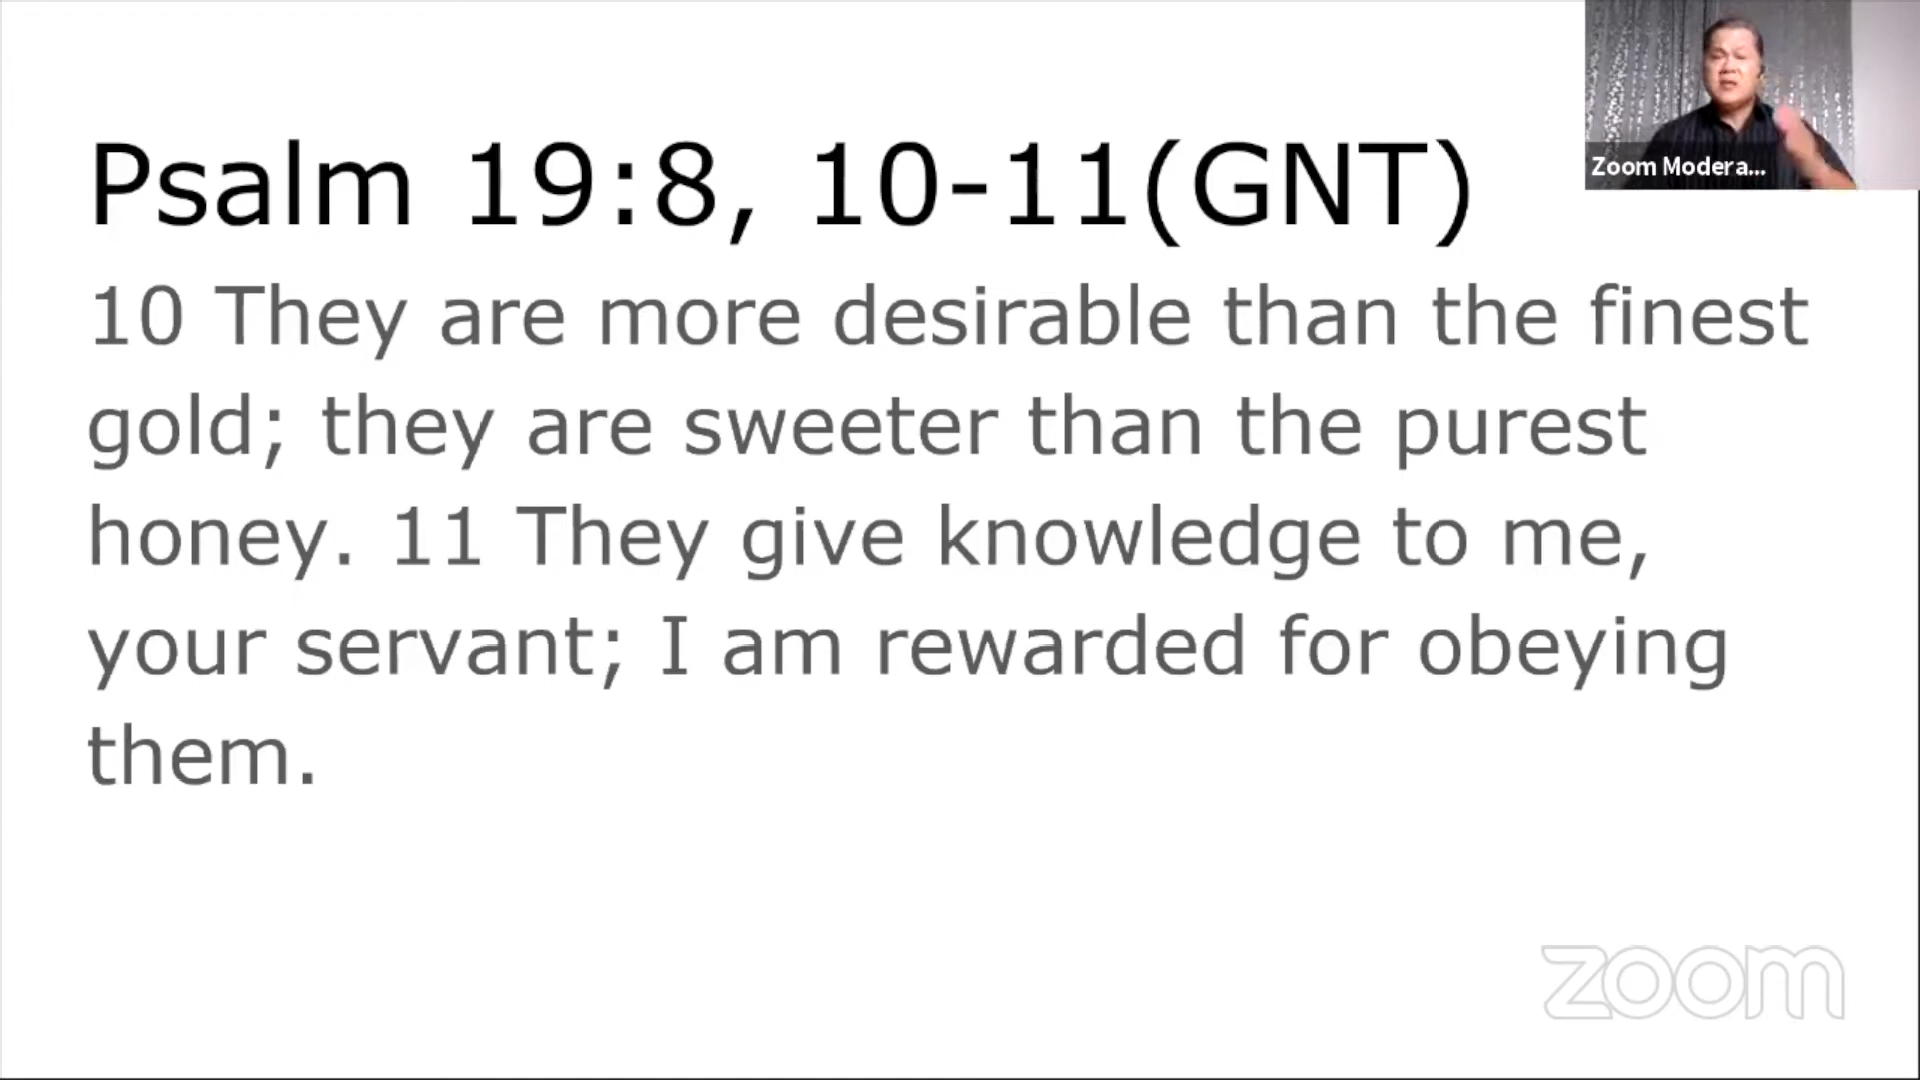 Psalm 19:8, 10-11(GNT)
10 They are more desirable than the finest
gold; they are sweeter than the purest
honey. 11 They give knowledge to me,
your servant; I am rewarded for obeying
them.
Zoom Modera...
zoom